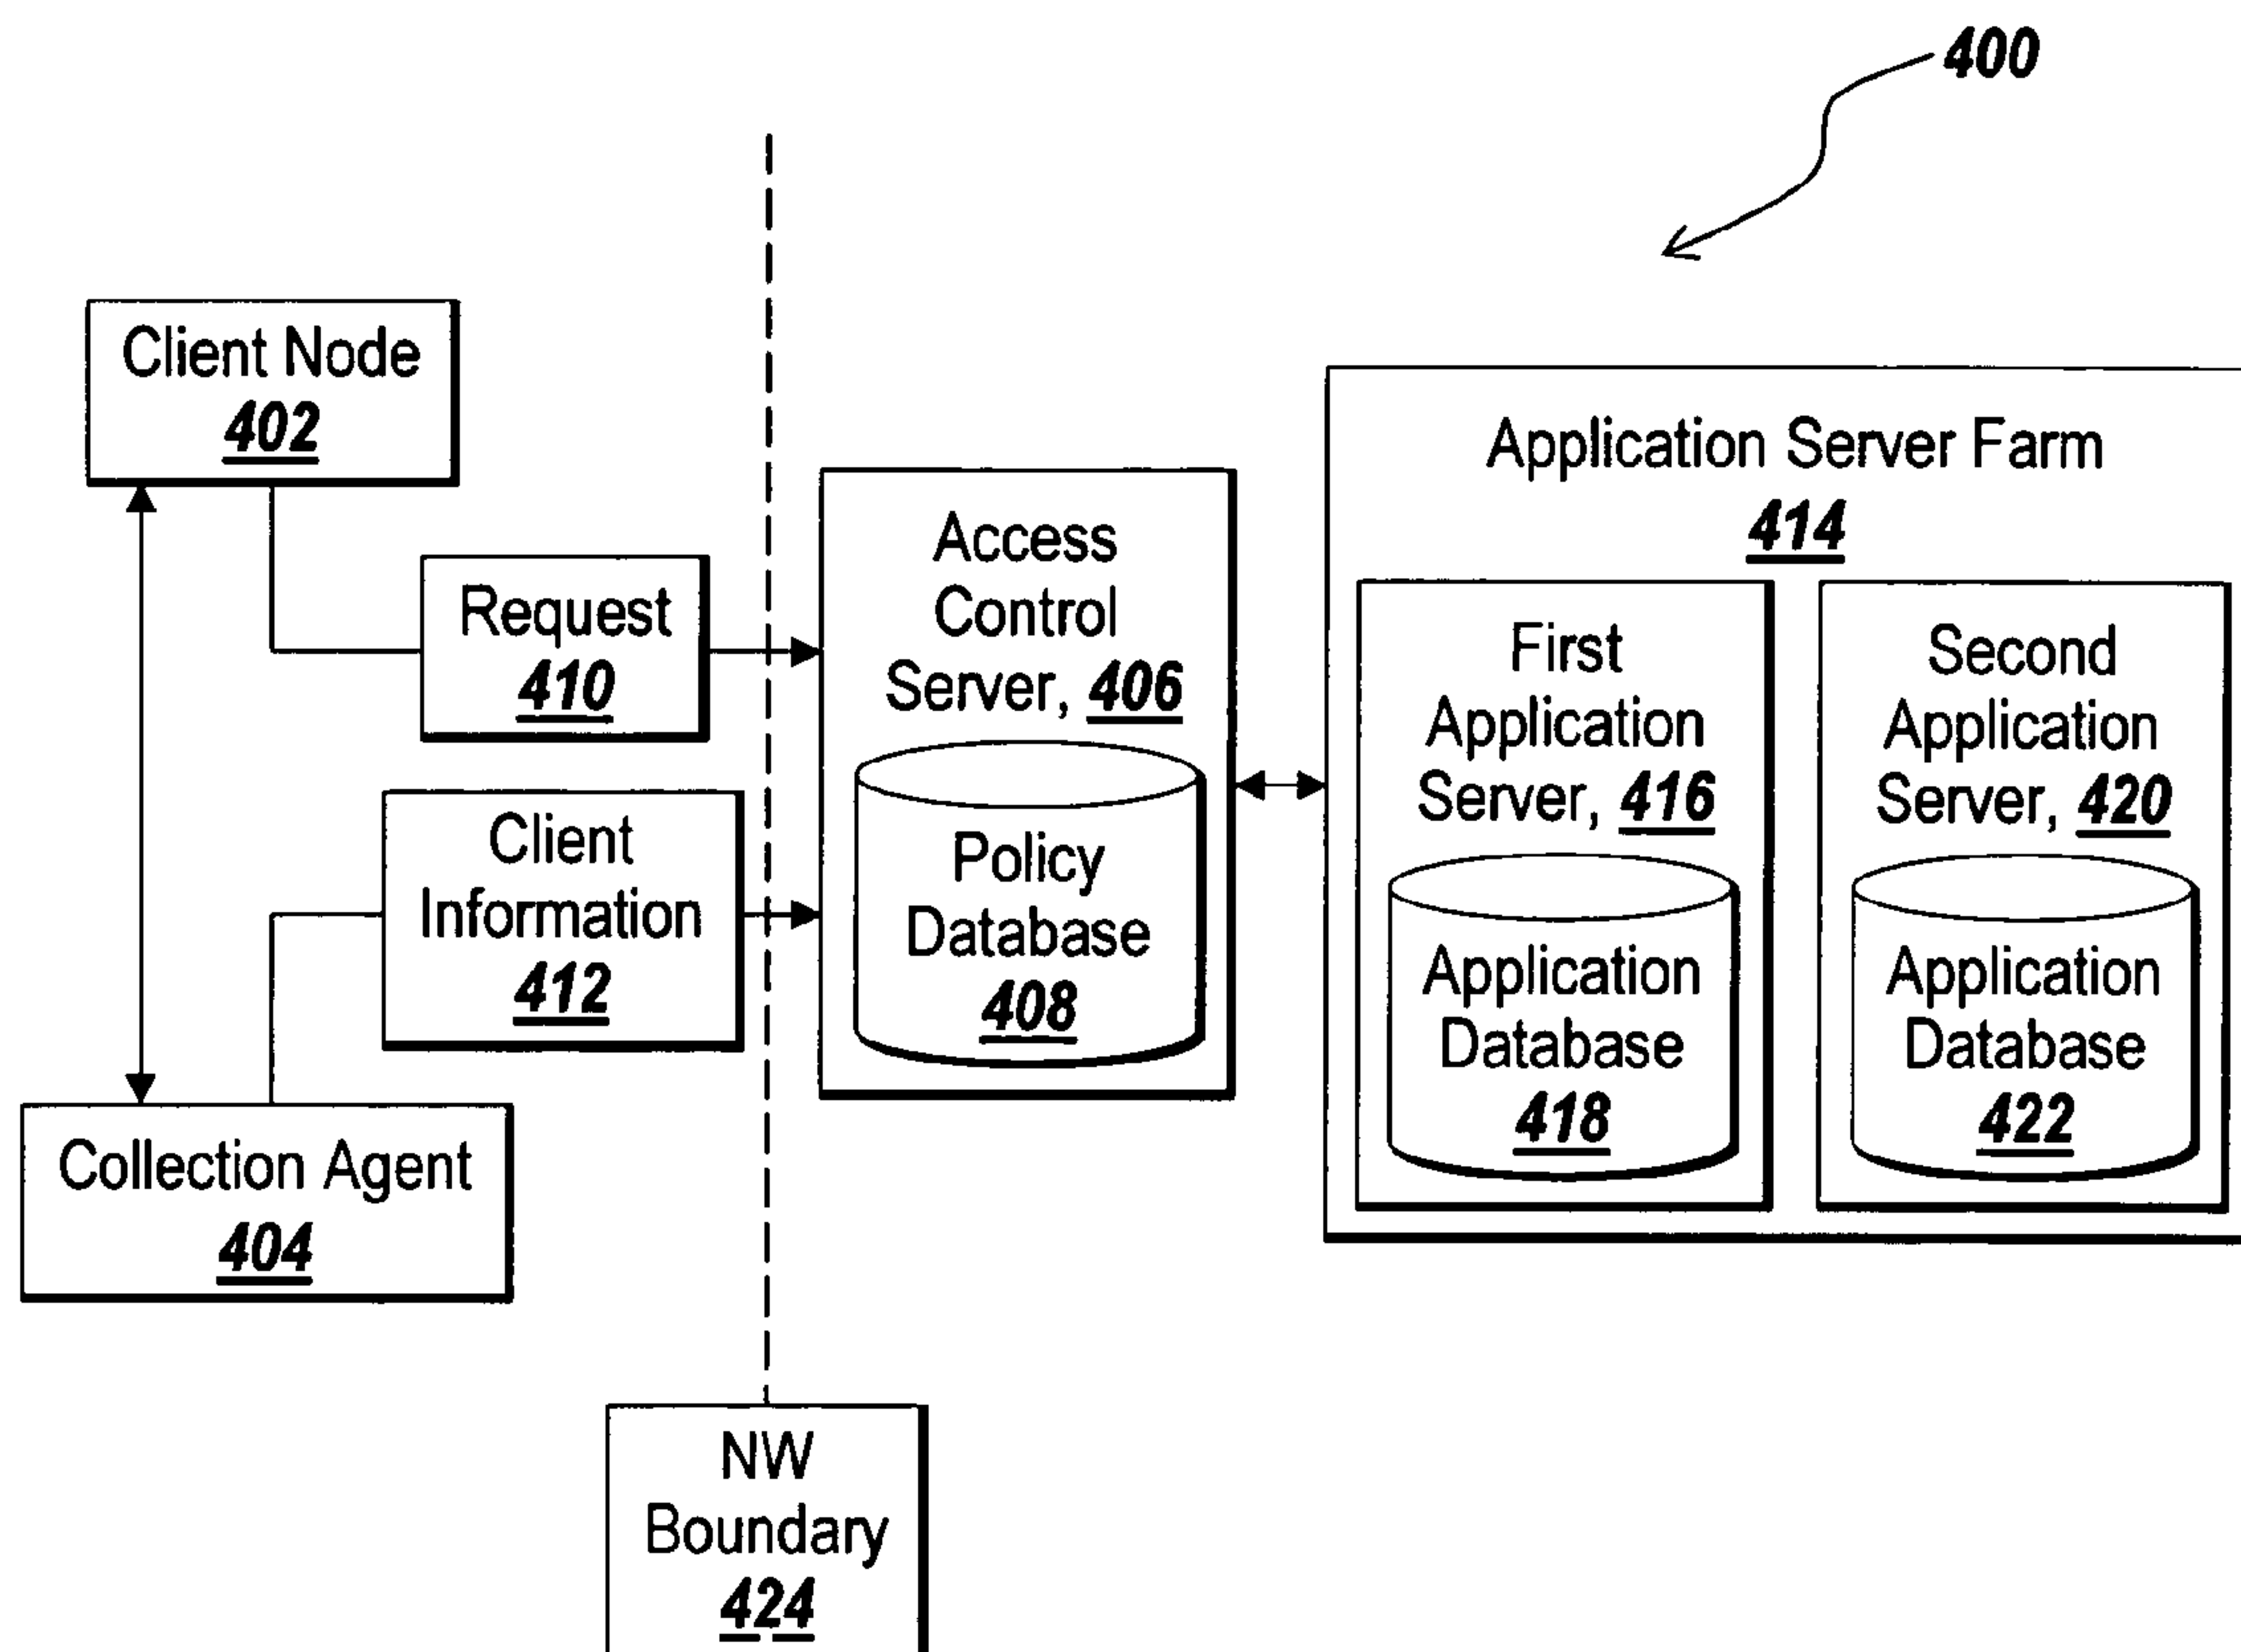 400
Client Node
402
Request
410
Client
Information
412
Collection Agent
404
Access
Control
Server, 406
Policy
Database
408
Application Server Farm
414
First
Application
Server, 416
Application
Database
418
Second
Application
Server, 420
Application
Database
422
NW
Boundary
424